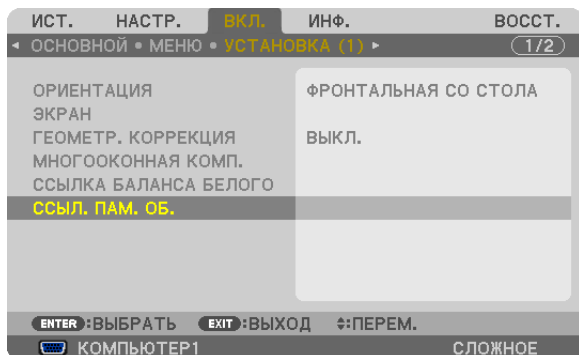 ИСТ. НАСТР. ВКЛ. ИНФ. ВОССТ.
◂ ОСНОВНОЙ • МЕНЮ • УСТАНОВКА (1) ▸ 1/2
ОРИЕНТАЦИЯ ФРОНТАЛЬНАЯ СО СТОЛА
ЭКРАН
ГЕОМЕТР. КОРРЕКЦИЯ ВЫКЛ.
МНОГООКОННАЯ КОМП.
ССЫЛКА БАЛАНСА БЕЛОГО
ССЫЛ. ПАМ. ОБ.
ENTER :ВЫБРАТЬ EXIT :ВЫХОД :ПЕРЕМ.
КОМПЬЮТЕР1 СЛОЖНОЕ